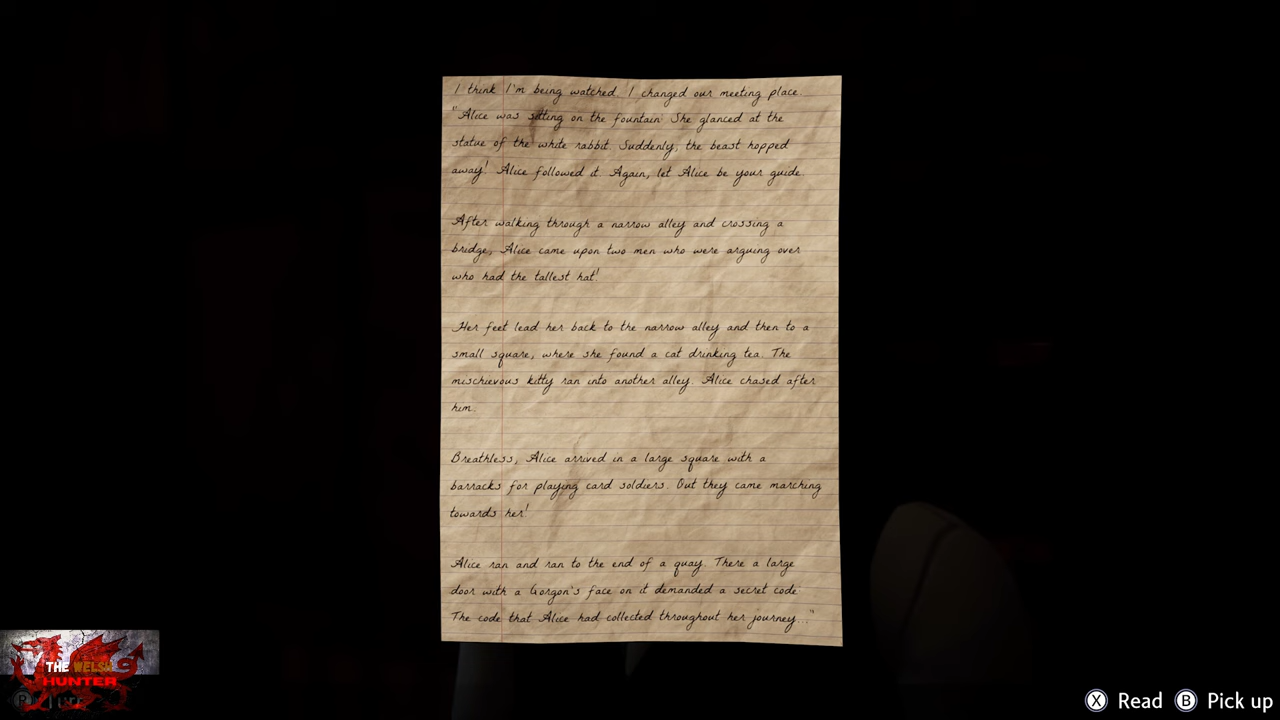 I think I'm being watched. I changed our meeting place.
"Alice was sitting on the fountain. She glanced at the
statue of the white rabbit. Suddenly, the beast hopped
away! Alice followed it. Again, let Alice be your guide.
After walking through a narrow alley and crossing a
bridge, Alice came upon two men who were arguing over
who had the tallest hat!
Her feet lead her back to the narrow alley and then to a
small square, where she found a cat drinking tea. The
mischievous kitty ran into another alley. Alice chased after
him.
Breathless, Alice arrived in a large square with a
barracks for playing card soldiers. Out they came marching
towards her!
Alice ran and ran to the end of a quay. There a large
door with a Gorgon's face on it demanded a secret code:
The code that Alice had collected throughout her journey..."
THE WELSH
HUNTER
X Read B Pick up